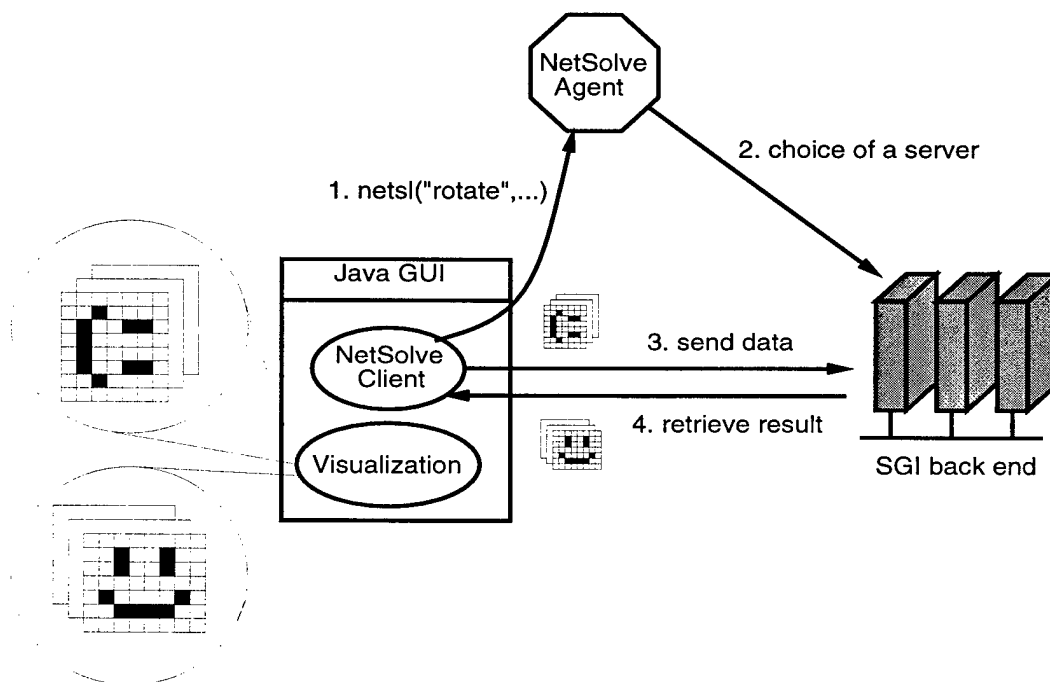 NetSolve
Agent
2. choice of a server
1. netsl("rotate",...)
Java GUI
NetSolve
Client
3. send data
4. retrieve result
Visualization
SGI back end